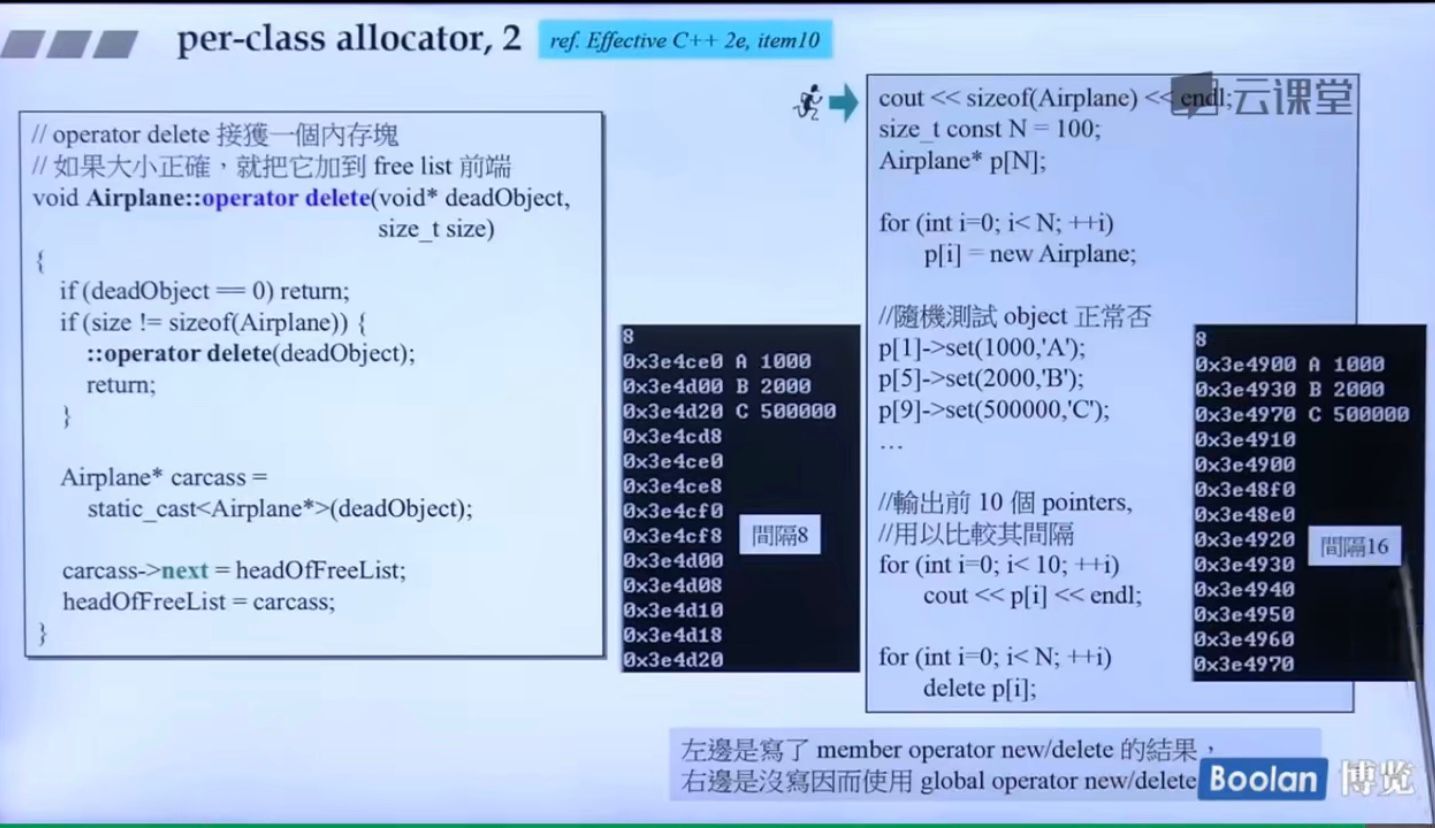 per-class allocator, 2
ref. Effective C++ 2e, item10
// operator delete 接獲一個內存塊
// 如果大小正確，就把它加到 free list 前端
void Airplane::operator delete(void* deadObject,
size_t size)
{
if (deadObject == 0) return;
if (size != sizeof(Airplane)) {
::operator delete(deadObject);
return;
}
Airplane* carcass =
static_cast<Airplane*>(deadObject);
carcass->next = headOfFreeList;
headOfFreeList = carcass;
}
8
0x3e4ce0 A 1000
0x3e4d00 B 2000
0x3e4d20 C 500000
0x3e4cd8
0x3e4ce0
0x3e4ce8
0x3e4cf0
0x3e4cf8
0x3e4d00
0x3e4d08
0x3e4d10
0x3e4d18
0x3e4d20
間隔8
cout << sizeof(Airplane) << endl;
云课堂
size_t const N = 100;
Airplane* p[N];
for (int i=0; i< N; ++i)
p[i] = new Airplane;
//隨機測試 object 正常否
p[1]->set(1000,'A');
p[5]->set(2000,'B');
p[9]->set(500000,'C');
…
//輸出前 10 個 pointers,
//用以比較其間隔
for (int i=0; i< 10; ++i)
cout << p[i] << endl;
for (int i=0; i< N; ++i)
delete p[i];
8
0x3e4900 A 1000
0x3e4930 B 2000
0x3e4970 C 500000
0x3e4910
0x3e4900
0x3e48f0
0x3e48e0
0x3e4920
0x3e4930
0x3e4940
0x3e4950
0x3e4960
0x3e4970
間隔16
左邊是寫了 member operator new/delete 的結果，
右邊是沒寫因而使用 global operator new/delete
Boolan 博览